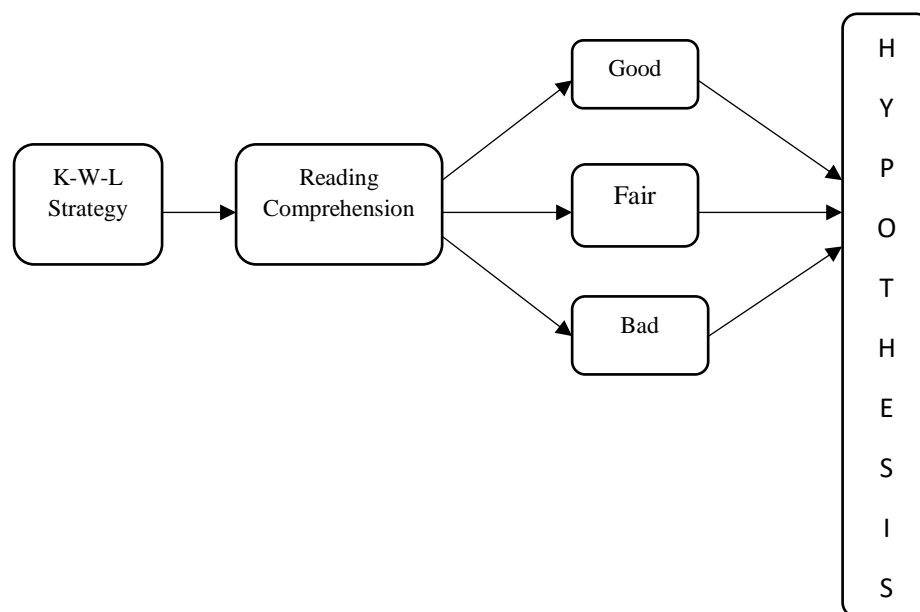 K-W-L
Strategy
Reading
Comprehension
Good
Fair
Bad
H
Y
P
O
T
H
E
S
I
S